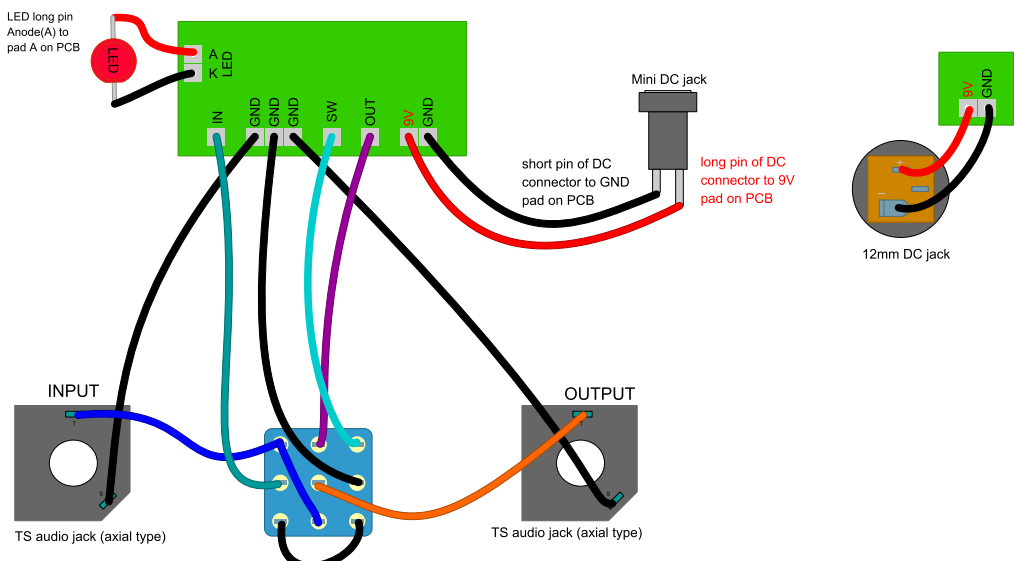 LED long pin
Anode(A) to
pad A on PCB
LED
A
K
LED
IN
GND
GND
GND
SW
OUT
9V
GND
Mini DC jack
short pin of DC
connector to GND
pad on PCB
long pin of DC
connector to 9V
pad on PCB
9V
GND
+
–
12mm DC jack
INPUT
T
S
TS audio jack (axial type)
OUTPUT
T
S
TS audio jack (axial type)